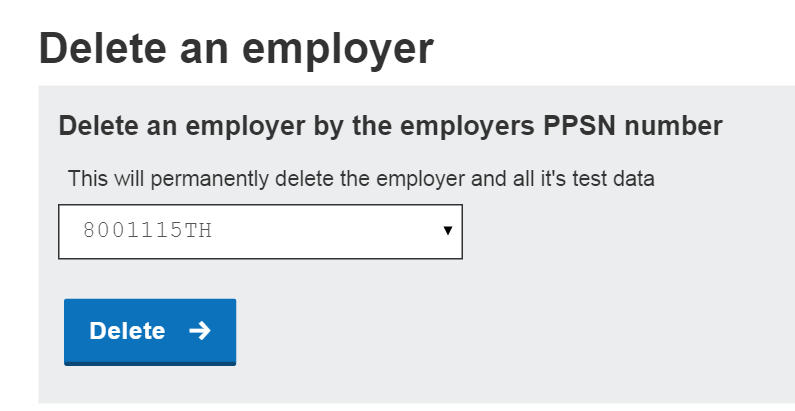 Delete an employer
Delete an employer by the employers PPSN number
This will permanently delete the employer and all it's test data
8001115TH
Delete